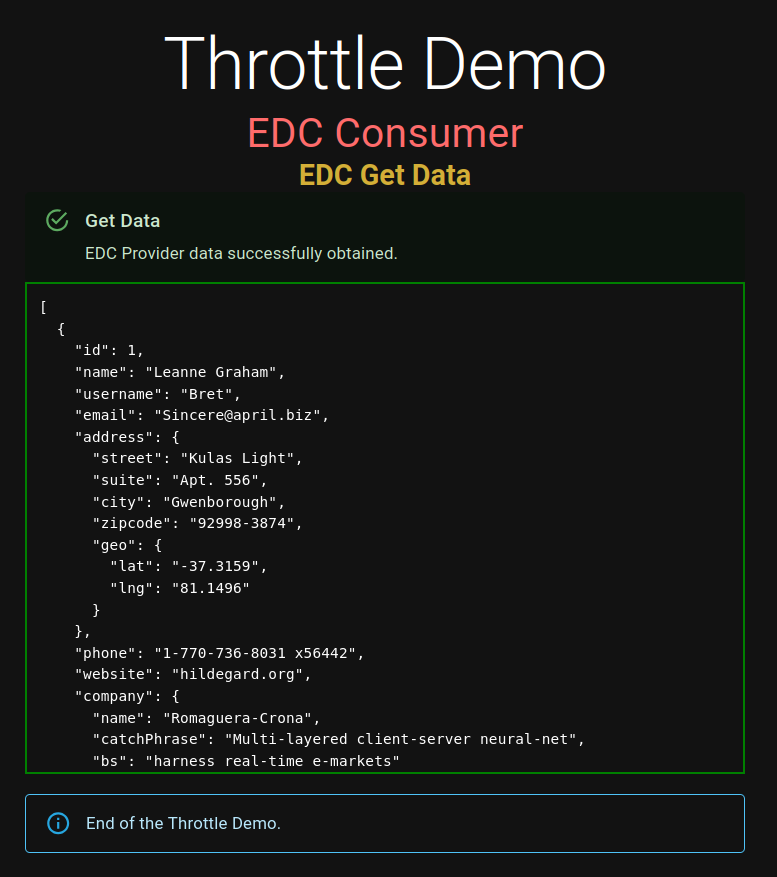 Throttle Demo
EDC Consumer
EDC Get Data
Get Data
EDC Provider data successfully obtained.
[
  {
    "id": 1,
    "name": "Leanne Graham",
    "username": "Bret",
    "email": "Sincere@april.biz",
    "address": {
      "street": "Kulas Light",
      "suite": "Apt. 556",
      "city": "Gwenborough",
      "zipcode": "92998-3874",
      "geo": {
        "lat": "-37.3159",
        "lng": "81.1496"
      }
    },
    "phone": "1-770-736-8031 x56442",
    "website": "hildegard.org",
    "company": {
      "name": "Romaguera-Crona",
      "catchPhrase": "Multi-layered client-server neural-net",
      "bs": "harness real-time e-markets"
End of the Throttle Demo.